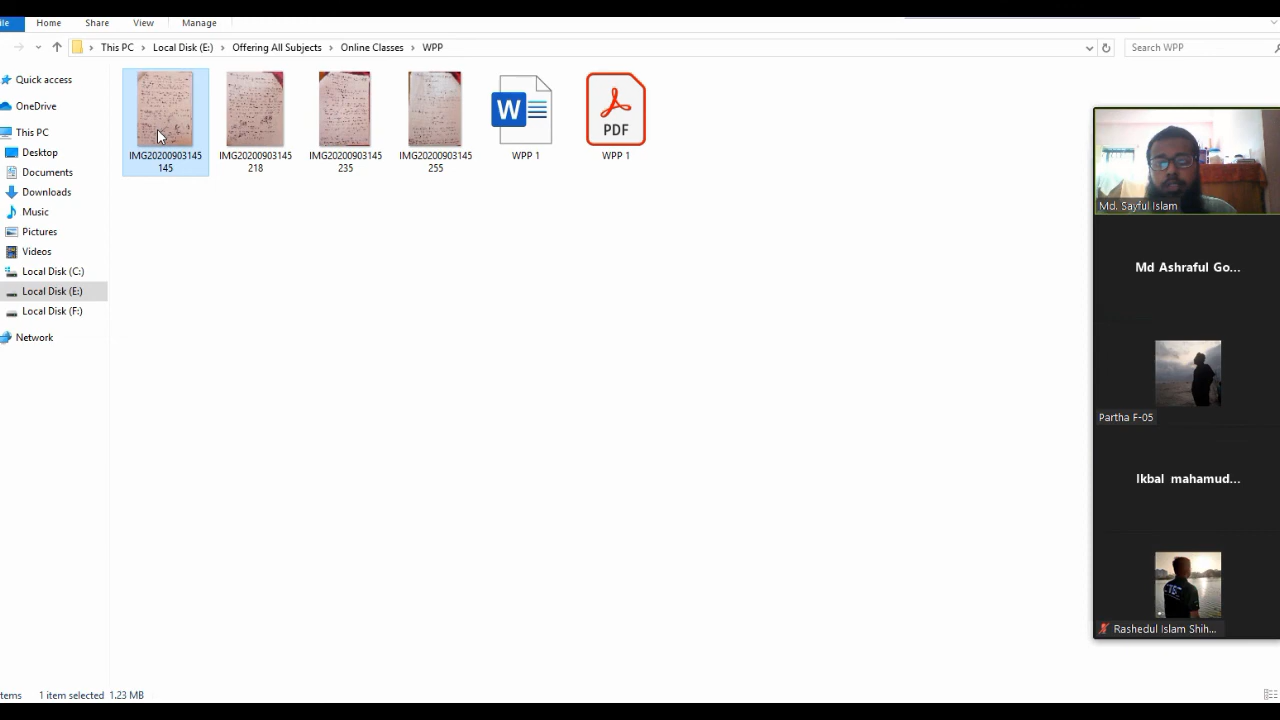 ile
Home
Share
View
Manage
This PC
Local Disk (E:)
Offering All Subjects
Online Classes
WPP
Search WPP
Quick access
OneDrive
This PC
Desktop
Documents
Downloads
Music
Pictures
Videos
Local Disk (C:)
Local Disk (E:)
Local Disk (F:)
Network
IMG20200903145
145
IMG20200903145
218
IMG20200903145
235
IMG20200903145
255
W
WPP 1
PDF
WPP 1
Md. Sayful Islam
Md Ashraful Go...
Partha F-05
Ikbal mahamud...
Rashedul Islam Shih...
tems
1 item selected 1.23 MB